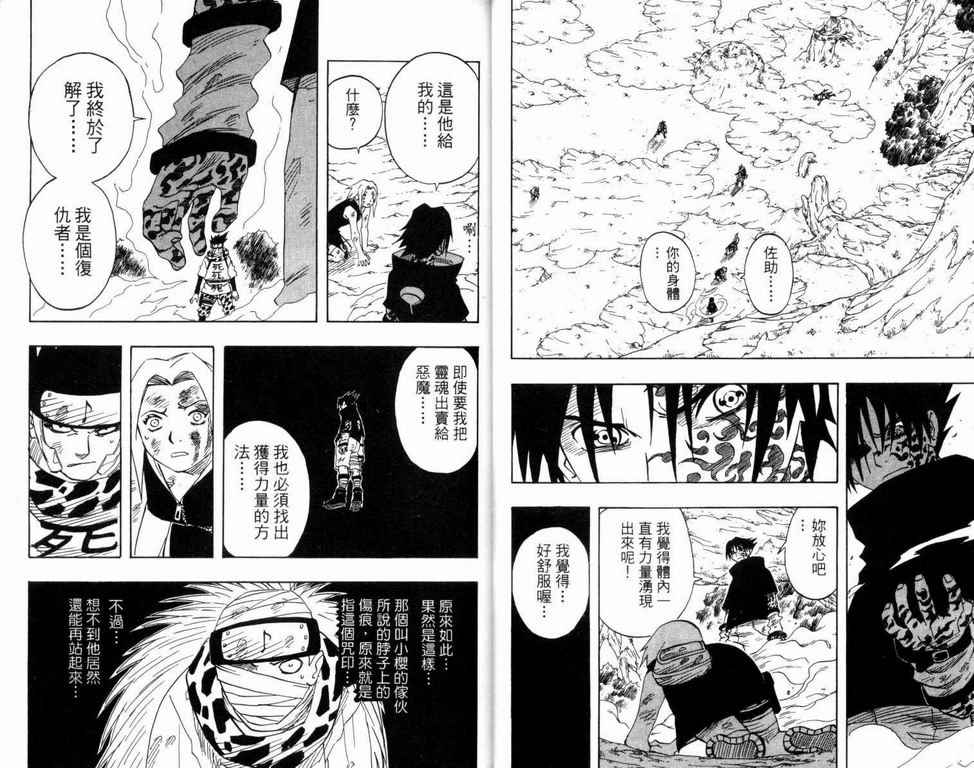 佐助……
你的身體
…
妳放心吧
…
我覺得體內一
直有力量湧現
出來呢！
我覺得…
好舒服喔…
這是他給
我的……
什麼？
唰…
我終於了
解了……
我是個復
仇者……
死
死
死
即使要我把
靈魂出賣給
惡魔……
我也必須找出
獲得力量的方
法……
死
原來如此…
果然是這樣…
那個叫小櫻的傢伙
所說的脖子上的
傷痕，原來就是
指這個咒印…
不過…
想不到他居然
還能再站起來…